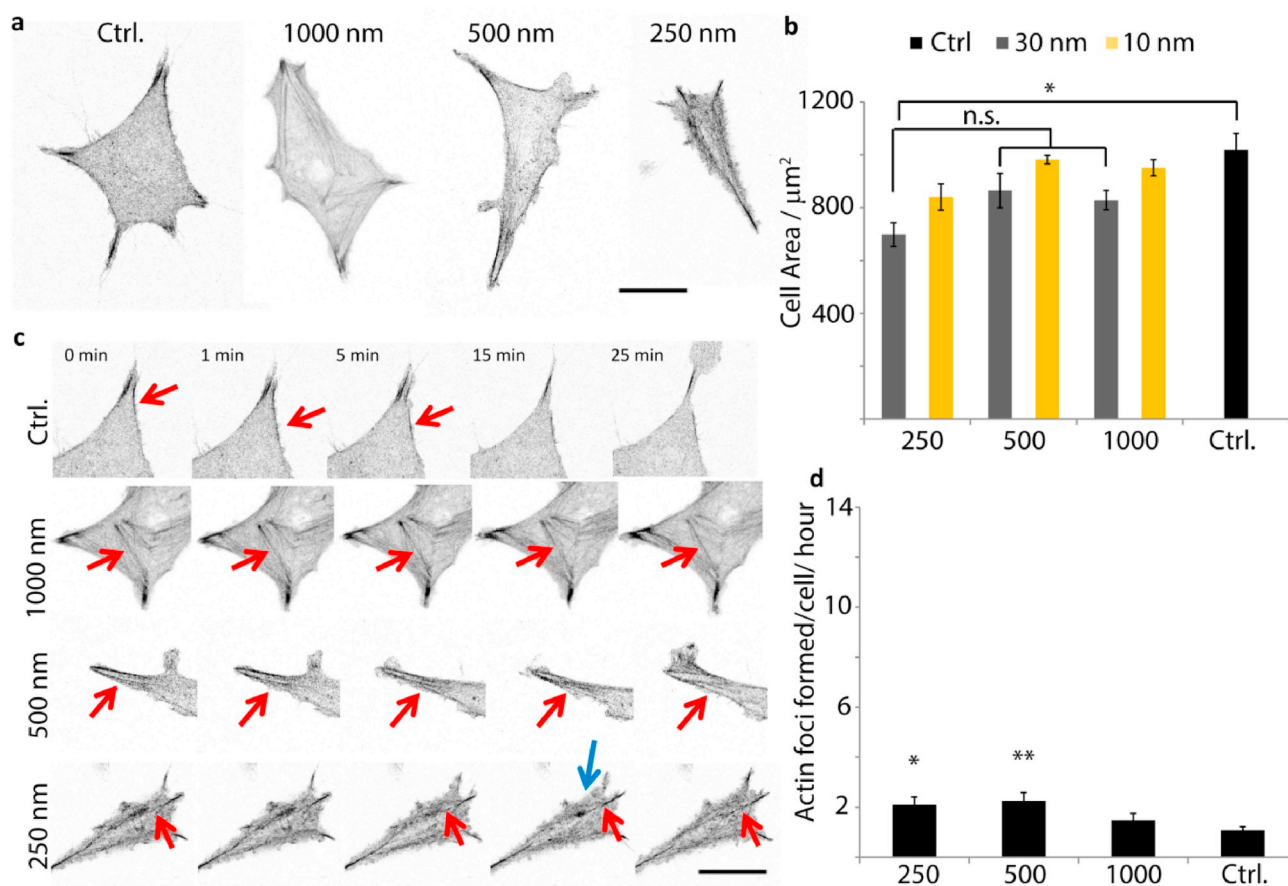 a
Ctrl.
1000 nm
500 nm
250 nm
b
Ctrl
30 nm
10 nm
Cell Area / μm²
1200
800
400
*
n.s.
250
500
1000
Ctrl.
c
0 min
1 min
5 min
15 min
25 min
Ctrl.
1000 nm
500 nm
250 nm
d
Actin foci formed/cell/ hour
14
6
2
*
**
250
500
1000
Ctrl.